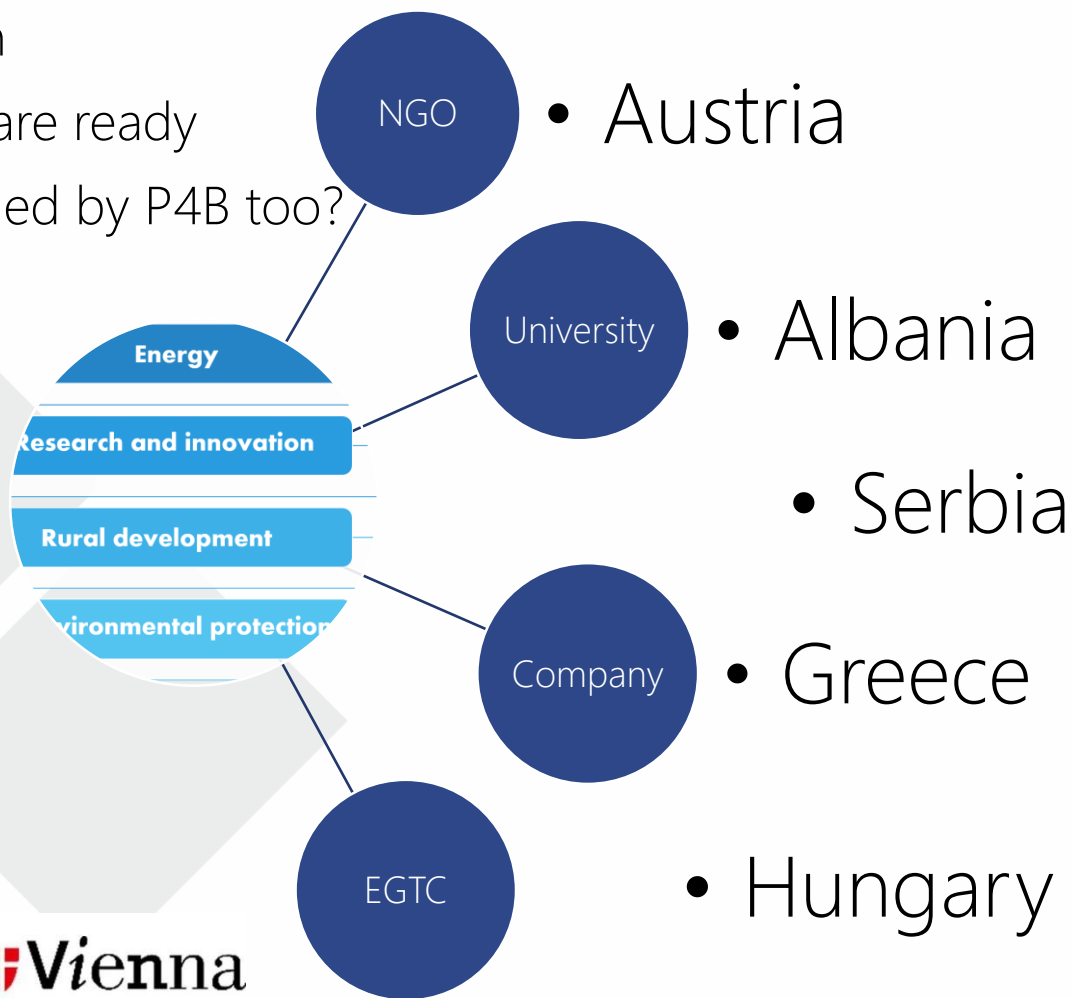 are ready
ed by P4B too?
NGO
• Austria
University
• Albania
• Serbia
Energy
Research and innovation
Rural development
vironmental protection
Company
• Greece
EGTC
• Hungary
Vienna